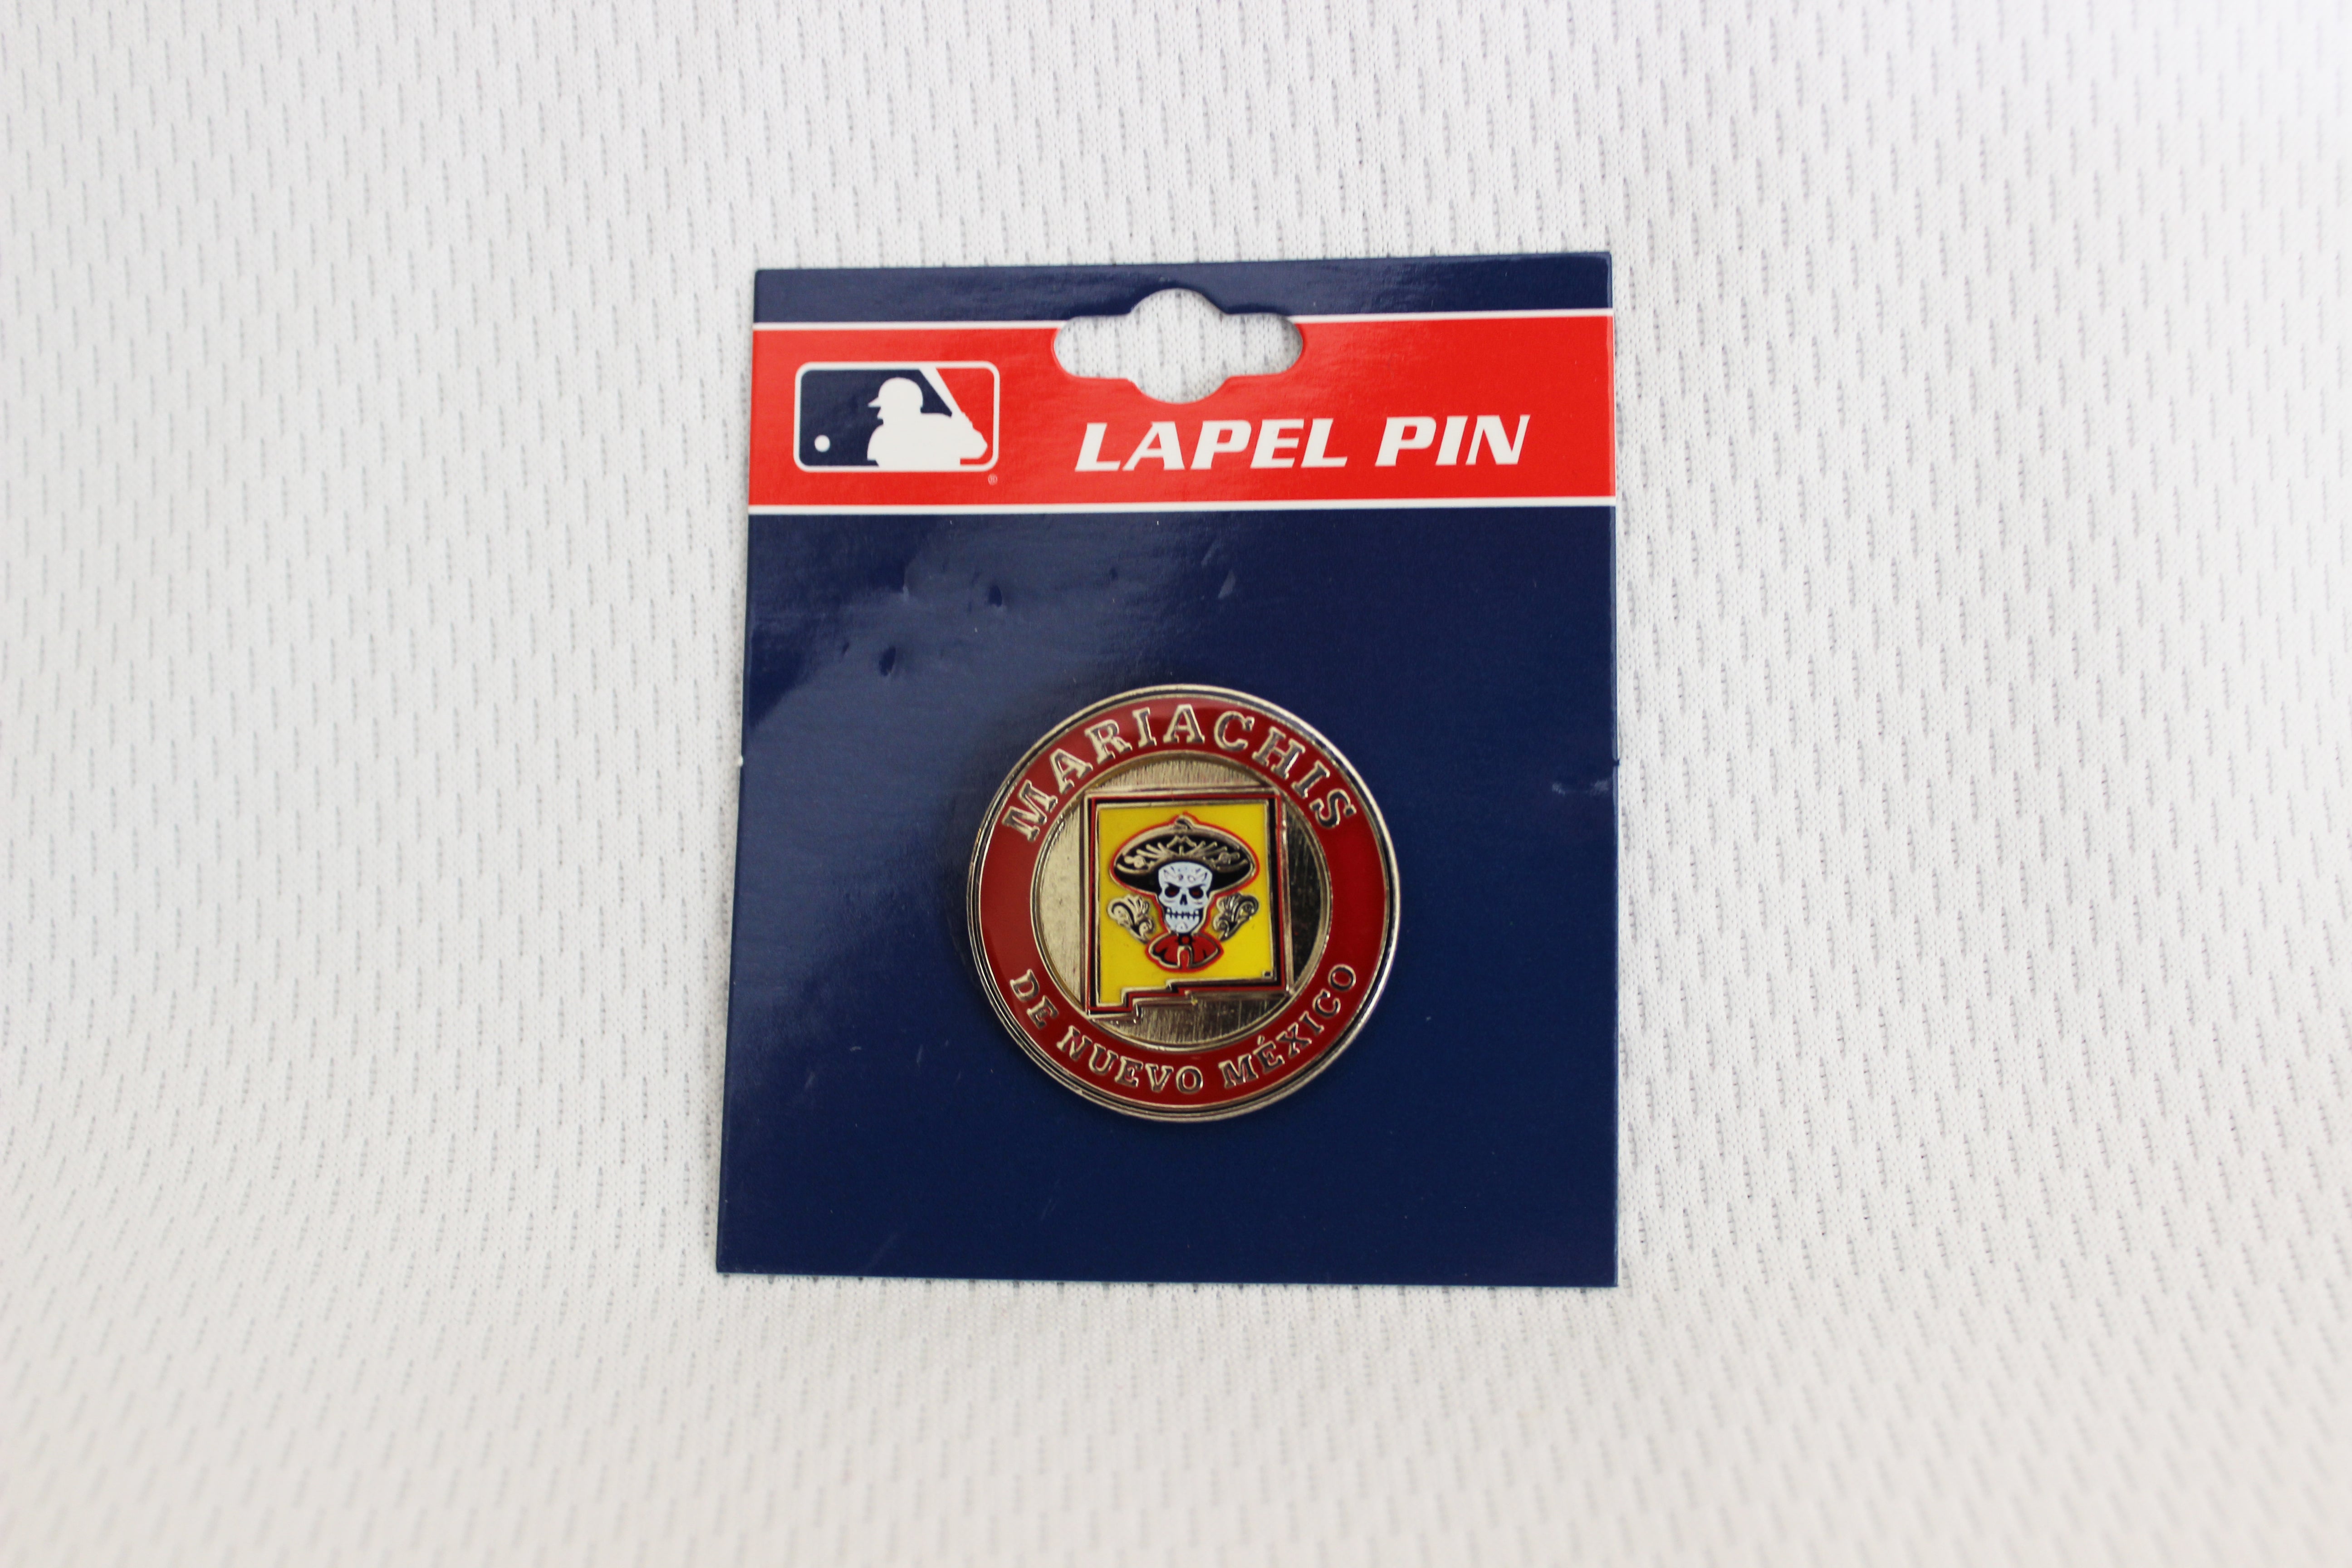 LAPEL PIN
®
MARIACHIS
DE NUEVO MÉXICO